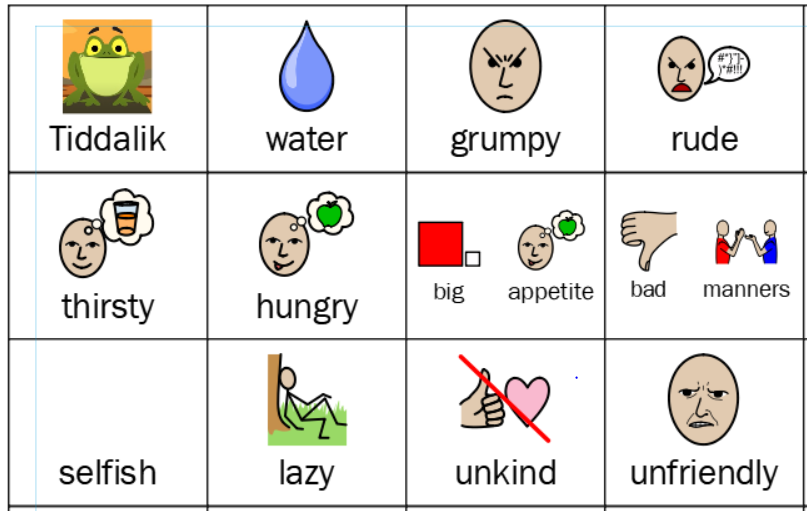 #*}"]-
)*#!!!
Tiddalik water grumpy rude
thirsty hungry big appetite bad manners
selfish lazy unkind unfriendly